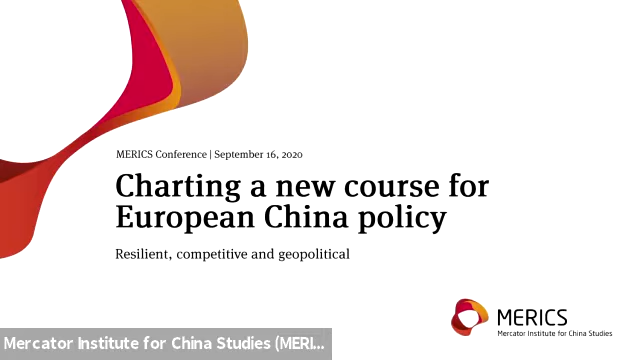 MERICS Conference | September 16, 2020
Charting a new course for
European China policy
Resilient, competitive and geopolitical
MERICS
Mercator Institute for China Studies
Mercator Institute for China Studies (MERI...